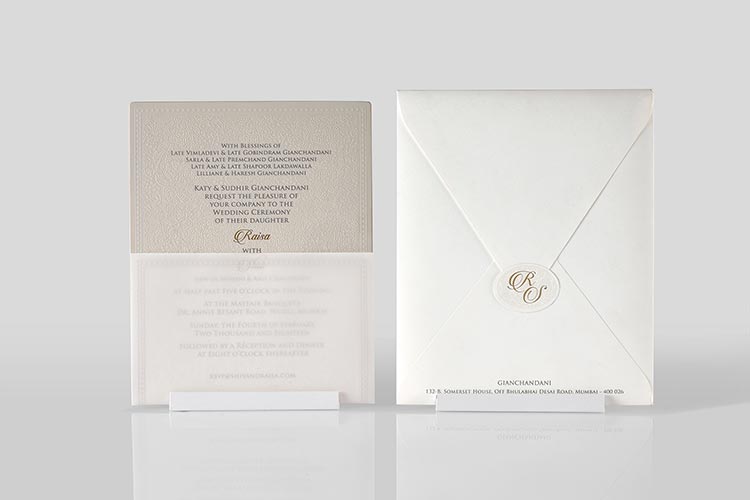 With Blessings of
Late Vimladevi & Late Gobindram Gianchandani
Sarla & Late Premchand Gianchandani
Late Amy & Late Shapoor Lakdawalla
Lilliane & Haresh Gianchandani
Katy & Sudhir Gianchandani
request the pleasure of
your company to the
Wedding Ceremony
of their daughter
Raisa
with
at half past Five o'clock in the evening
at the Mayfair Banquets
Dr. Annie Besant Road, Worli, Mumbai
Sunday, the Fourth of February
Two Thousand and Eighteen
followed by a Reception and Dinner
at Eight o'clock thereafter
RS
Gianchandani
132-B, Somerset House, Off Bhulabhai Desai Road, Mumbai - 400 026